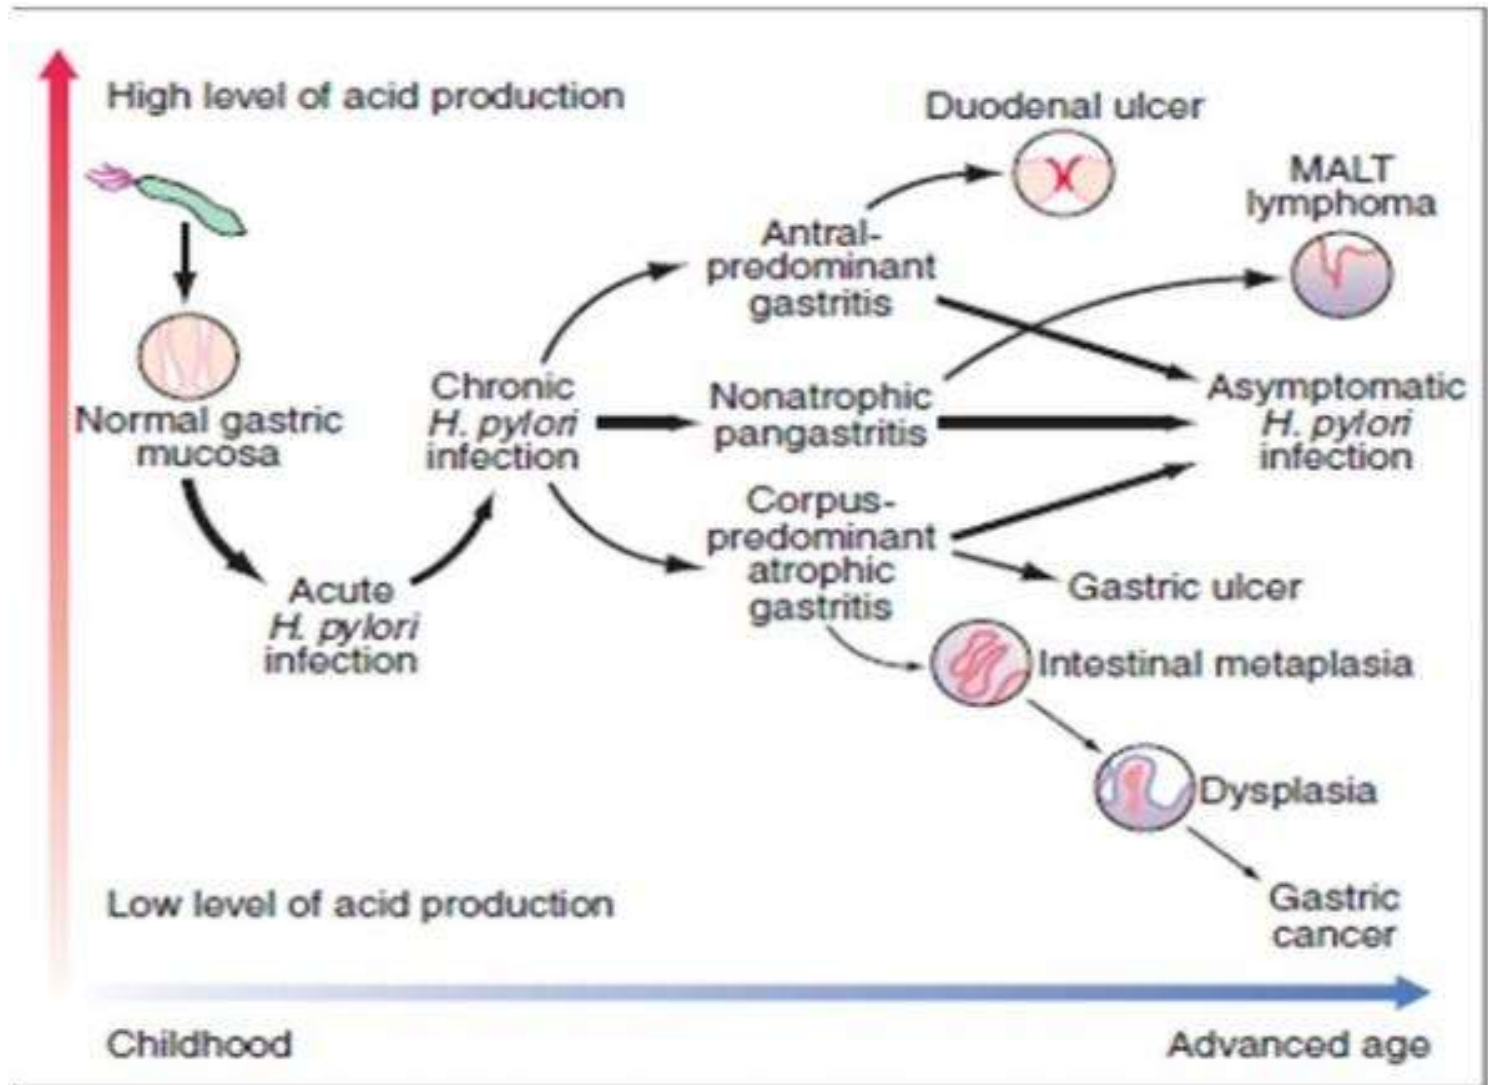 High level of acid production
Duodenal ulcer
MALT
lymphoma
Antral-
predominant
gastritis
Normal gastric
mucosa
Chronic
H. pylori
infection
Nonatrophic
pangastritis
Asymptomatic
H. pylori
infection
Corpus-
predominant
atrophic
gastritis
Acute
H. pylori
infection
Gastric ulcer
Intestinal metaplasia
Dysplasia
Gastric
cancer
Low level of acid production
Childhood
Advanced age